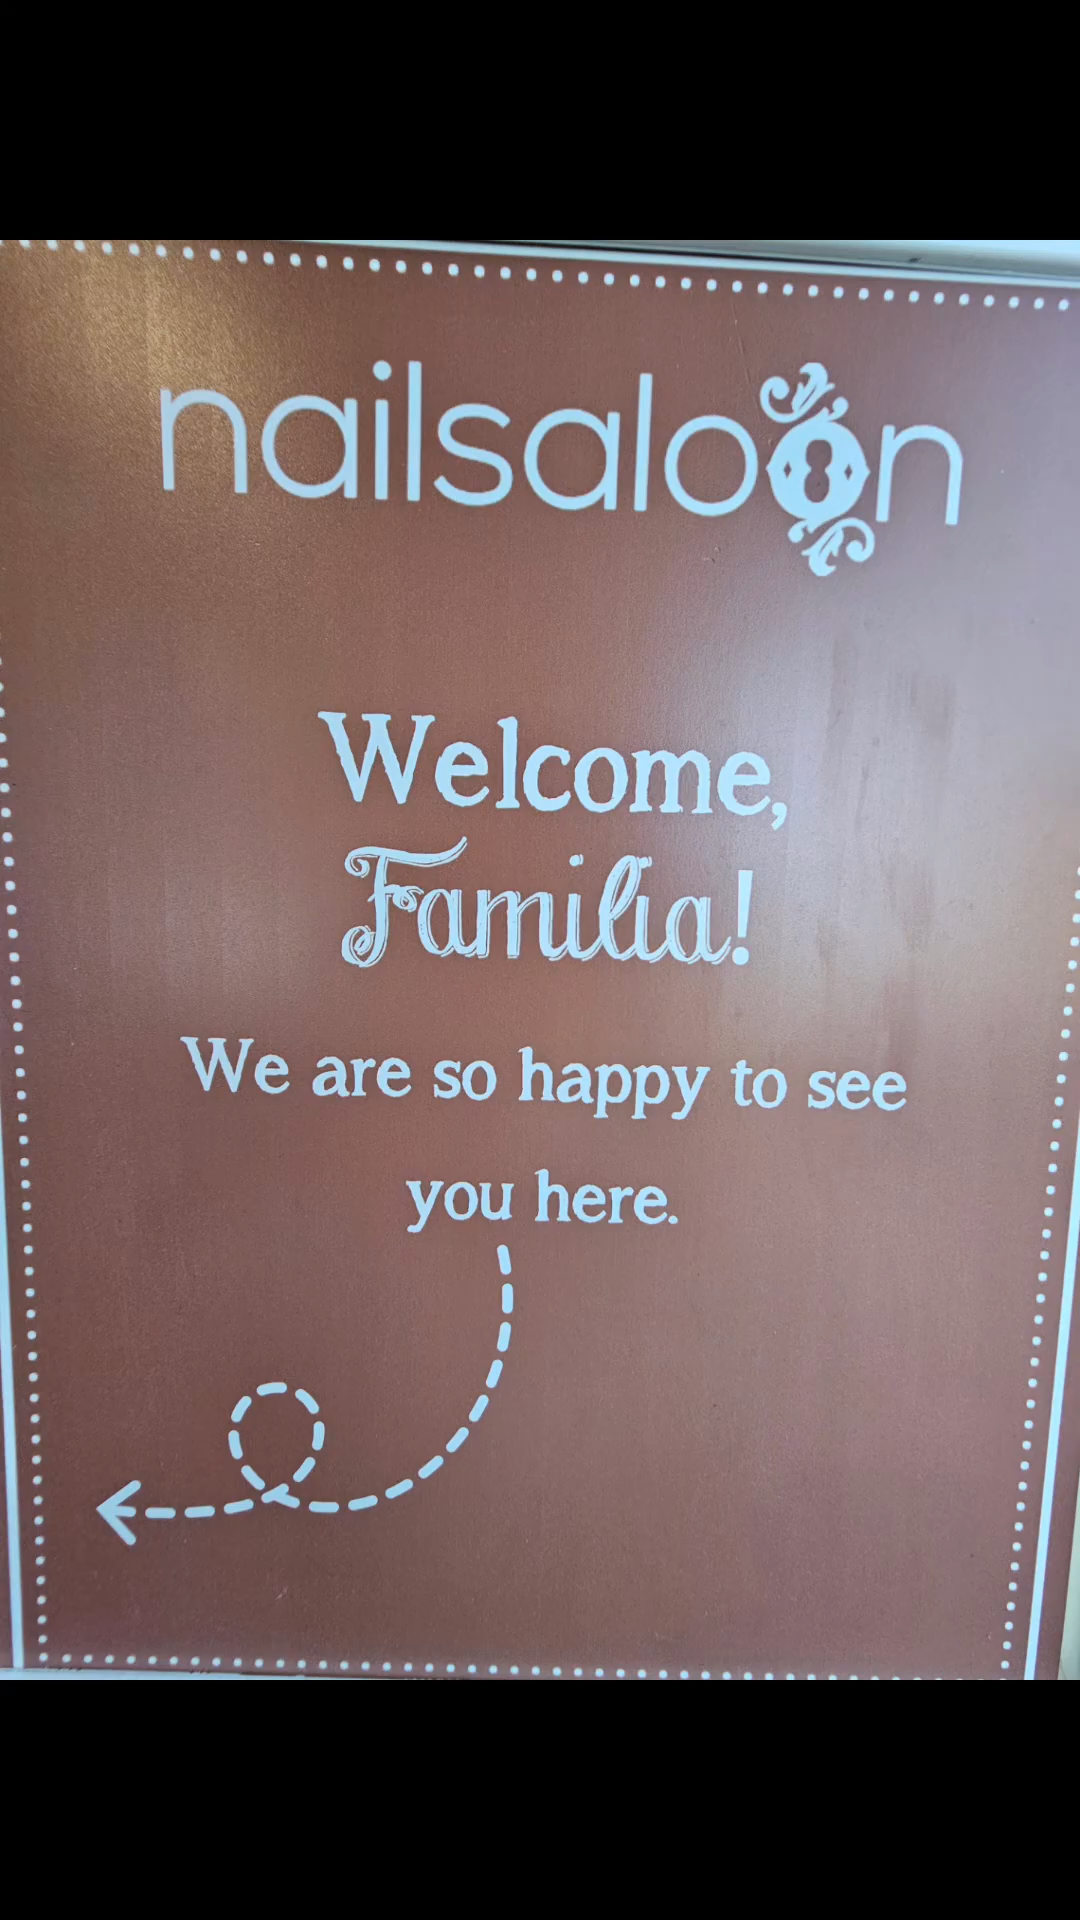 nailsaloon
Welcome,
Familia!
We are so happy to see
you here.